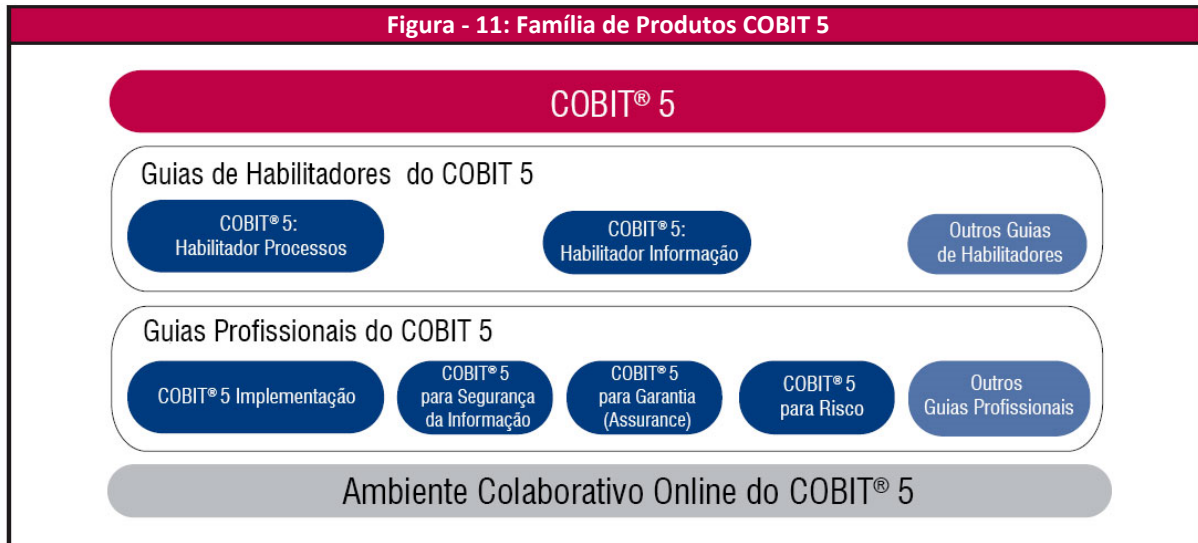 Figura - 11: Família de Produtos COBIT 5
COBIT® 5
Guias de Habilitadores do COBIT 5
COBIT® 5:
Habilitador Processos
COBIT® 5:
Habilitador Informação
Outros Guias
de Habilitadores
Guias Profissionais do COBIT 5
COBIT® 5 Implementação
COBIT® 5
para Segurança
da Informação
COBIT® 5
para Garantia
(Assurance)
COBIT® 5
para Risco
Outros
Guias Profissionais
Ambiente Colaborativo Online do COBIT® 5